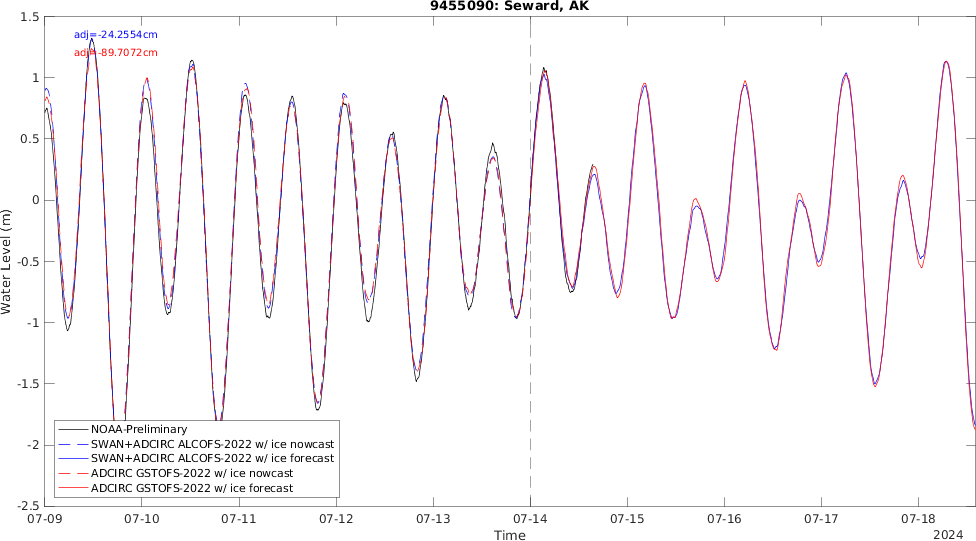 9455090: Seward, AK
adj=-24.2554cm
adj=-89.7072cm
1.5
1
0.5
0
-0.5
-1
-1.5
-2
-2.5
Water Level (m)
NOAA-Preliminary
SWAN+ADCIRC ALCOFS-2022 w/ ice nowcast
SWAN+ADCIRC ALCOFS-2022 w/ ice forecast
ADCIRC GSTOFS-2022 w/ ice nowcast
ADCIRC GSTOFS-2022 w/ ice forecast
07-09 07-10 07-11 07-12 07-13 07-14 07-15 07-16 07-17 07-18
Time
2024